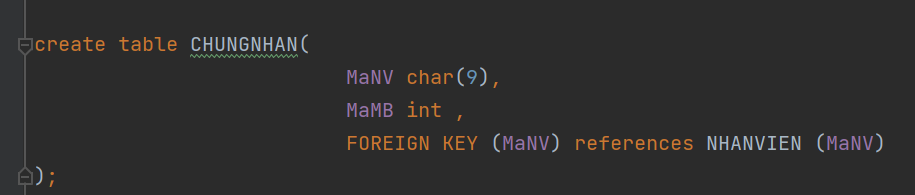 create table CHUNGNHAN(
MaNV char(9),
MaMB int ,
FOREIGN KEY (MaNV) references NHANVIEN (MaNV)
);